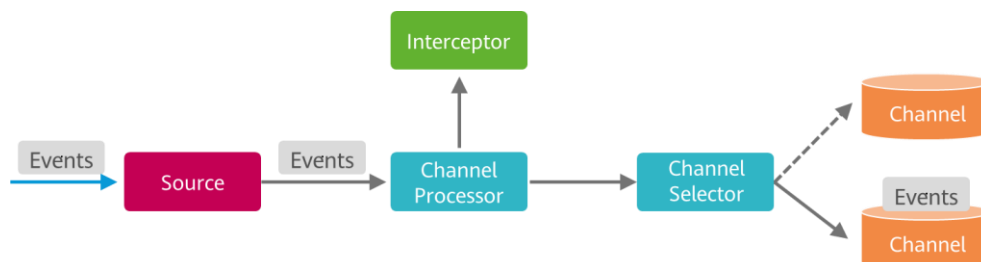 Interceptor
Channel
Events
Events
Source
Channel
Processor
Channel
Selector
Events
Channel